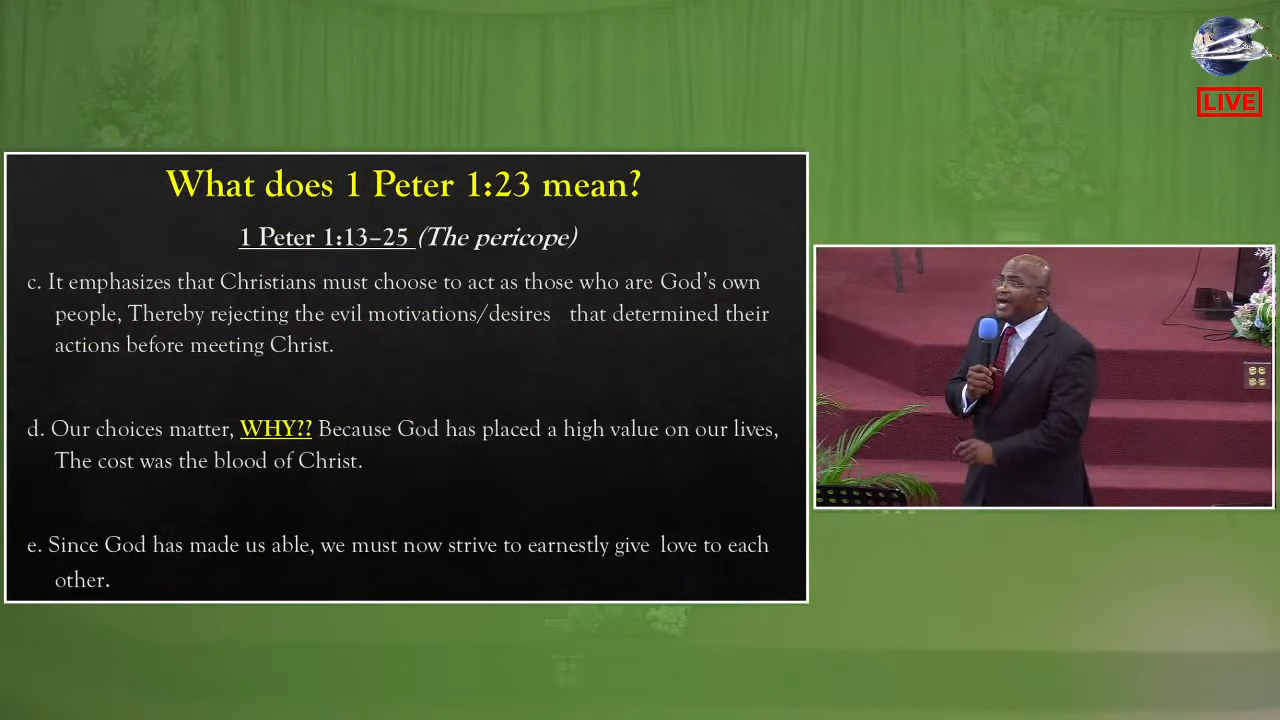 LIVE
What does 1 Peter 1:23 mean?
1 Peter 1:13–25 (The pericope)
c. It emphasizes that Christians must choose to act as those who are God's own
people, Thereby rejecting the evil motivations/desires that determined their
actions before meeting Christ.
d. Our choices matter, WHY?? Because God has placed a high value on our lives,
The cost was the blood of Christ.
e. Since God has made us able, we must now strive to earnestly give love to each
other.